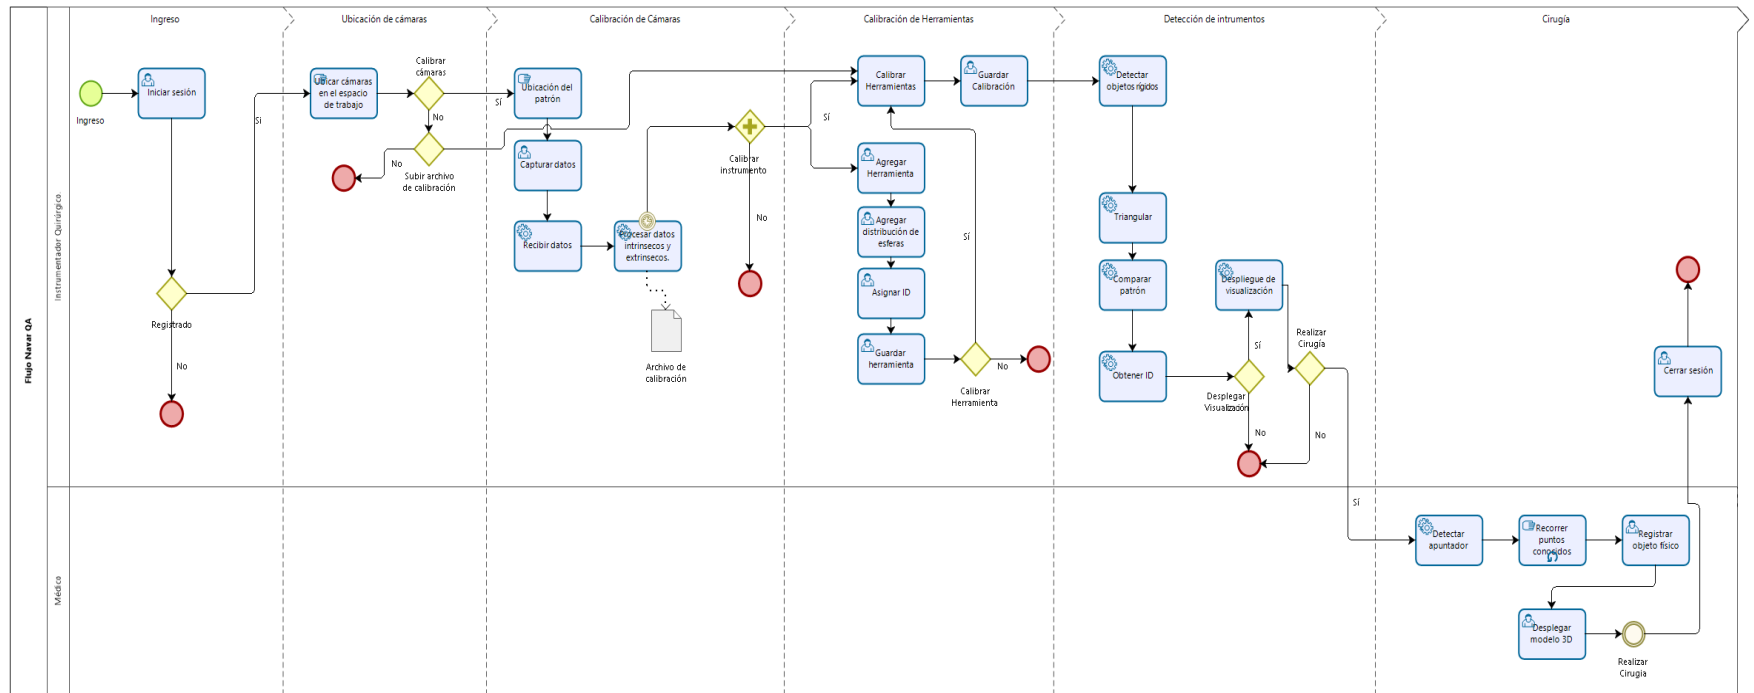 Ingreso
Ubicación de cámaras
Calibración de Cámaras
Calibración de Herramientas
Detección de intrumentos
Cirugía
Flujo Navar QA
Instrumentador Quirúrgico
Ingreso
Iniciar sesión
Registrado
Sí
No
Ubicar cámaras
en el espacio
de trabajo
Calibrar
cámaras
Sí
No
Subir archivo
de calibración
No
Ubicación del
patrón
Capturar datos
Recibir datos
Procesar datos
intrinsecos y
extrinsecos.
Archivo de
calibración
Calibrar
instrumento
Sí
No
Calibrar
Herramientas
Guardar
Calibración
Agregar
Herramienta
Agregar
distribución de
esferas
Asignar ID
Guardar
herramienta
Calibrar
Herramienta
Sí
No
Detectar
objetos rígidos
Triangular
Comparar
patrón
Obtener ID
Desplegar
Visualización
Sí
No
Despliegue de
visualización
Realizar
Cirugía
No
Sí
Cerrar sesión
Médico
Detectar
apuntador
Recorrer
puntos
conocidos
Registrar
objeto físico
Desplegar
modelo 3D
Realizar
Cirugia